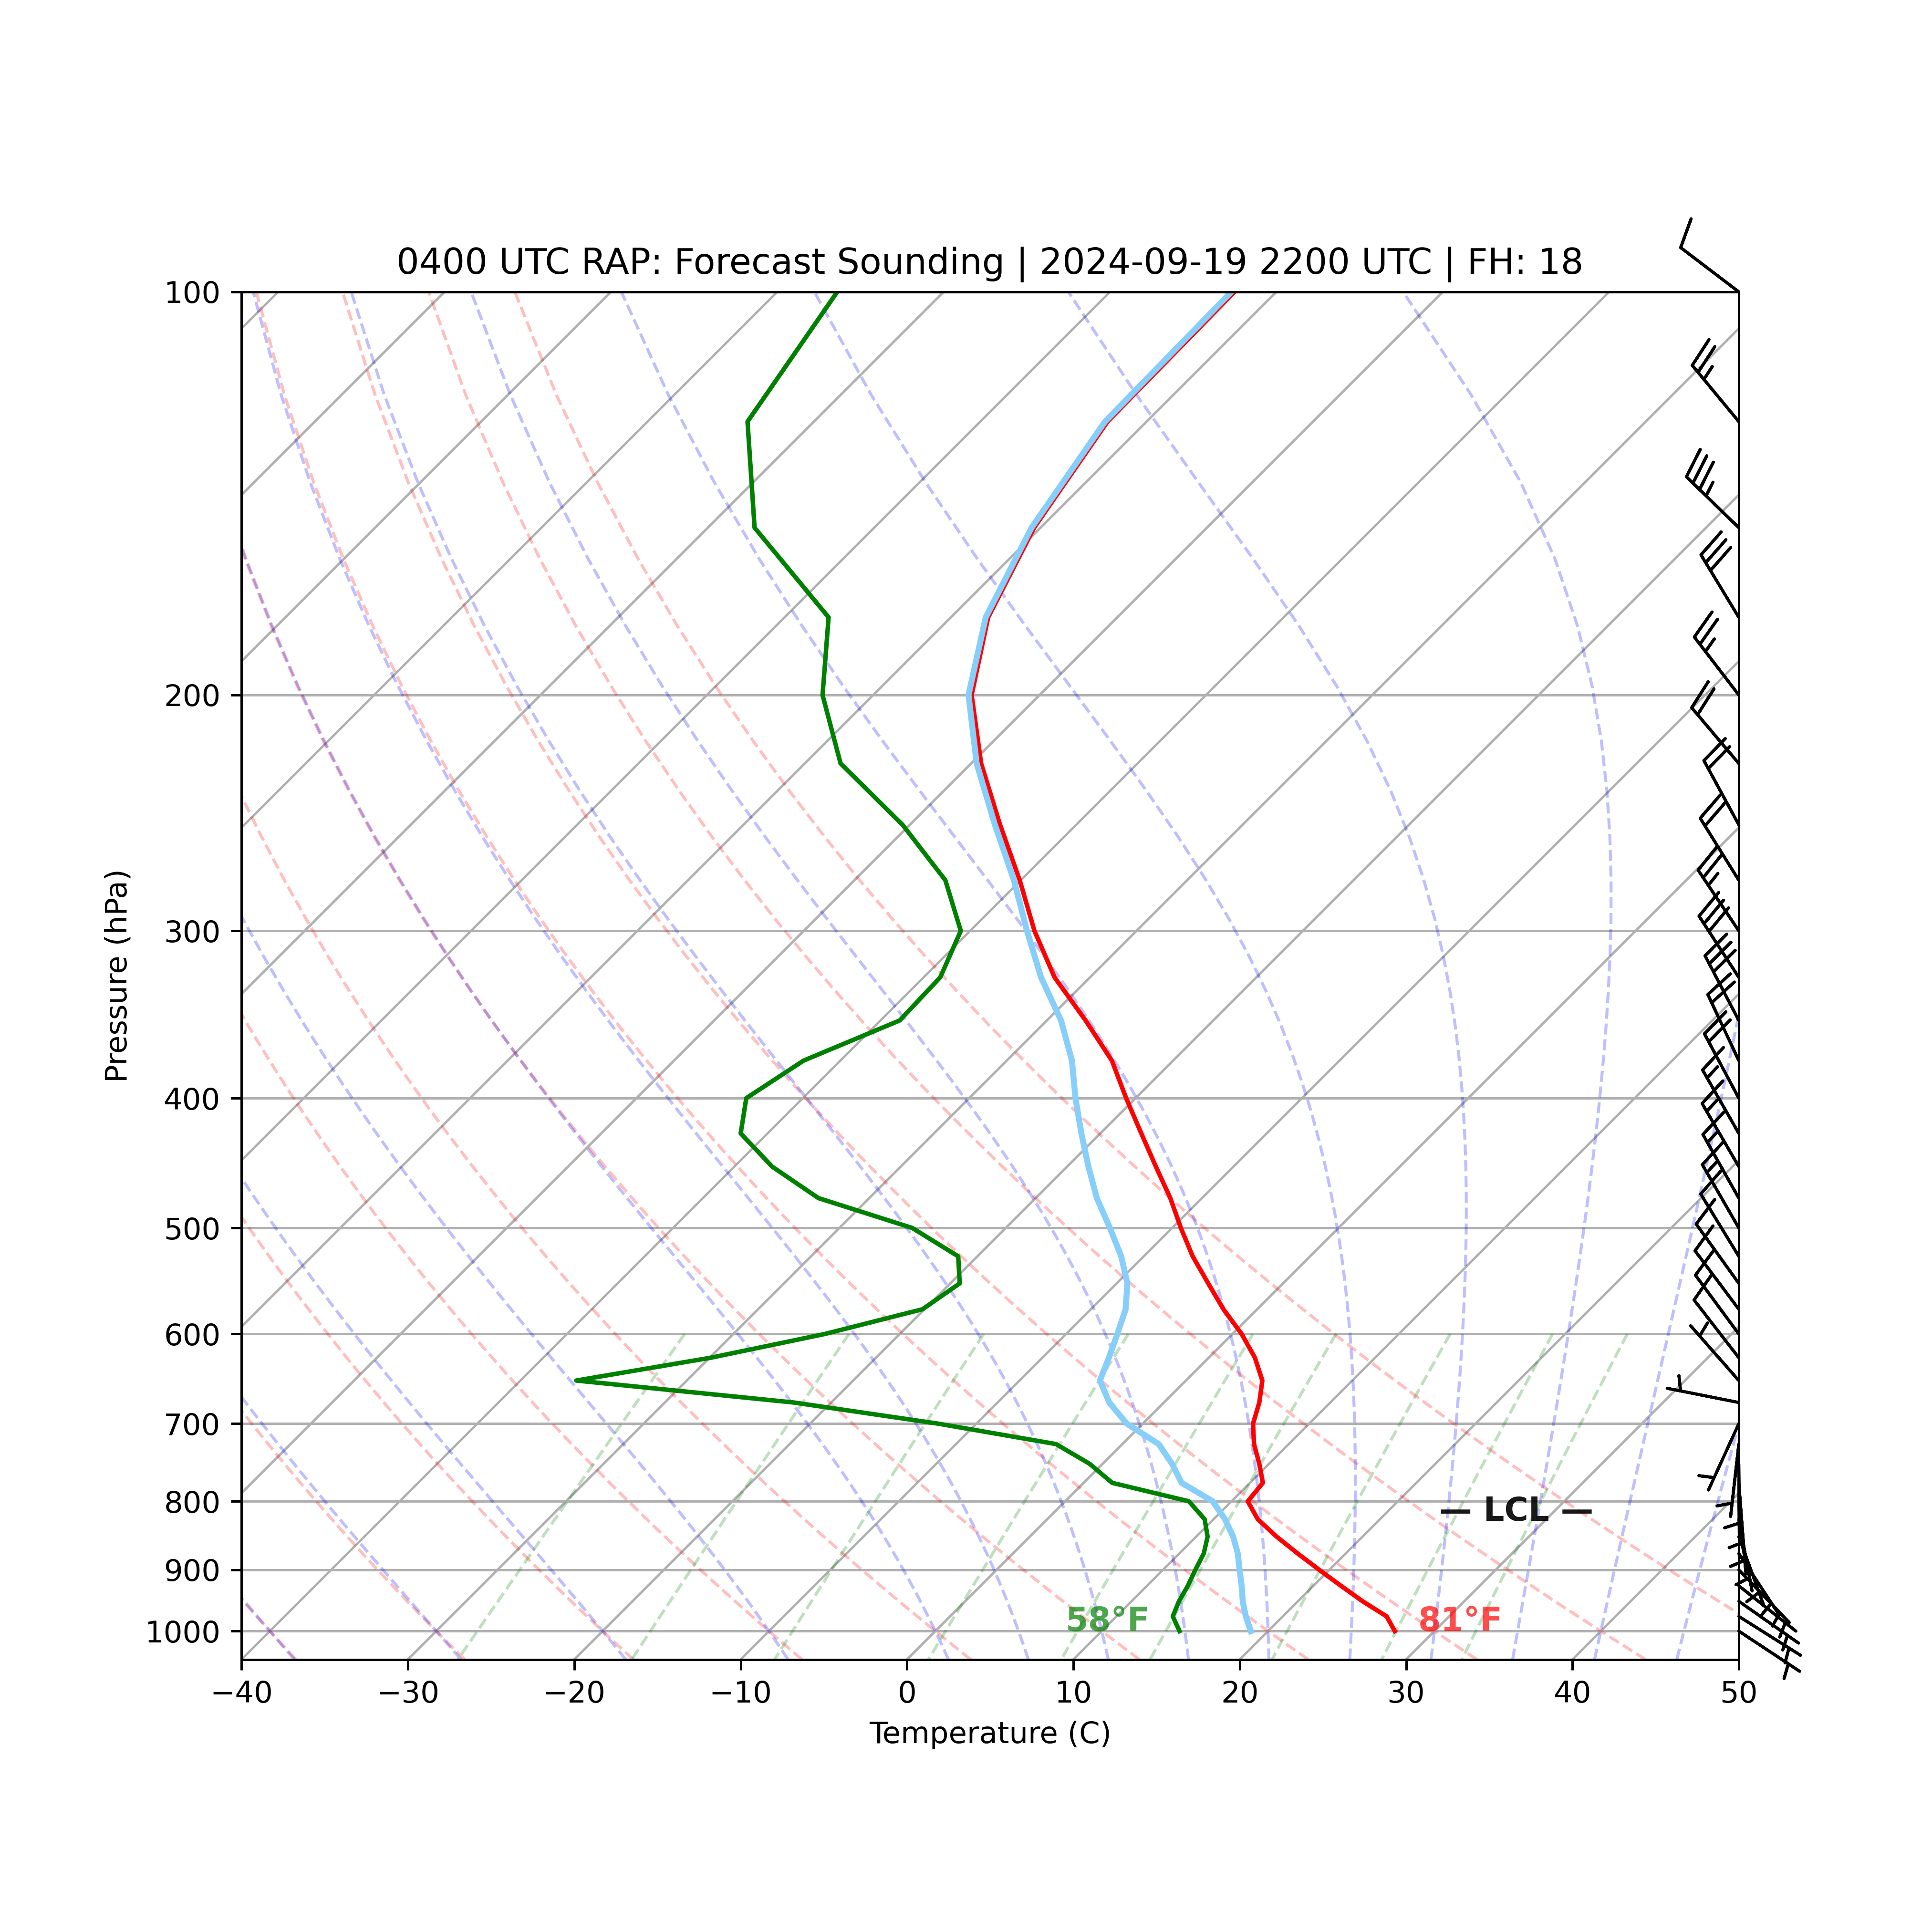 0400 UTC RAP: Forecast Sounding | 2024-09-19 2200 UTC | FH: 18
100
200
300
400
500
600
700
800
900
1000
Pressure (hPa)
— LCL —
58°F
81°F
−40 −30 −20 −10 0 10 20 30 40 50
Temperature (C)